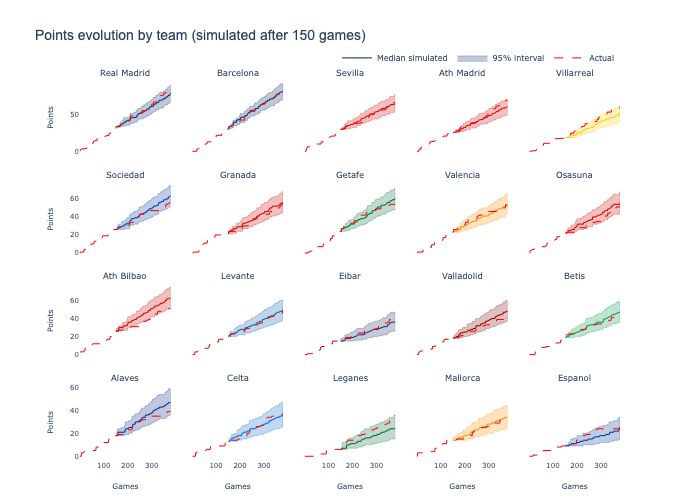 Points evolution by team (simulated after 150 games)
Median simulated 95% interval Actual
Real Madrid Barcelona Sevilla Ath Madrid Villarreal
50
0
Points
Sociedad Granada Getafe Valencia Osasuna
60
40
20
0
Points
Ath Bilbao Levante Eibar Valladolid Betis
60
40
20
0
Points
Alaves Celta Leganes Mallorca Espanol
60
40
20
0
Points
100 200 300 100 200 300 100 200 300 100 200 300 100 200 300
Games Games Games Games Games